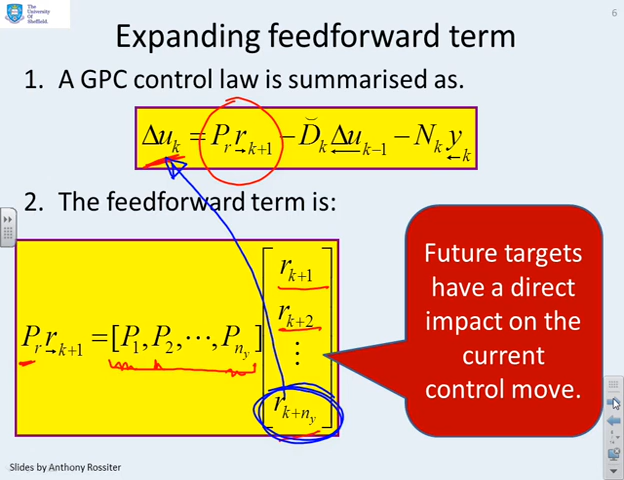 The
University
Of
Sheffield.
6
Expanding feedforward term
1. A GPC control law is summarised as.
Δu_k = P_r r_{→k+1} − D̆_k Δu_{←k−1} − N_k y_{←k}
2. The feedforward term is:
P_r r_{→k+1} = [P_1, P_2, ⋯, P_{n_y}] [r_{k+1} r_{k+2} ⋮ r_{k+n_y}]
Future targets
have a direct
impact on the
current
control move.
Slides by Anthony Rossiter